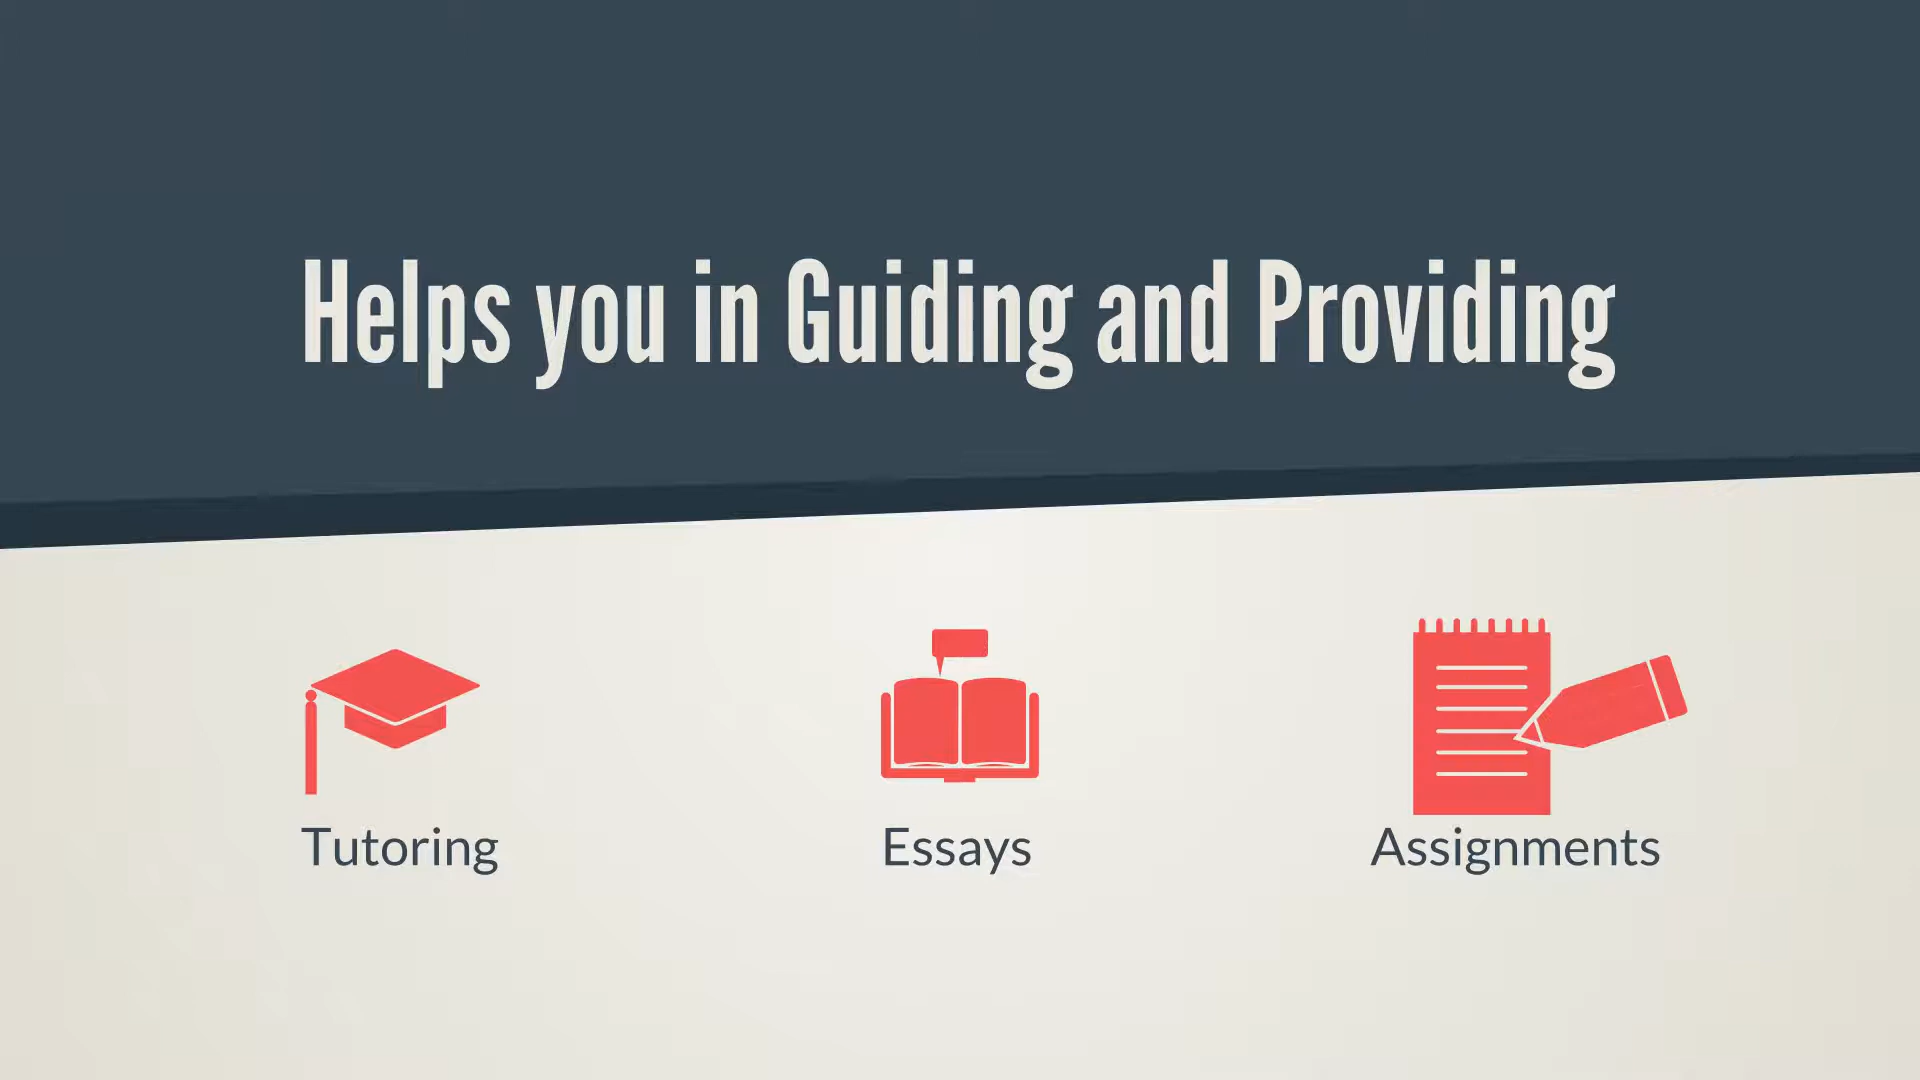 Helps you in Guiding and Providing
Tutoring
Essays
Assignments